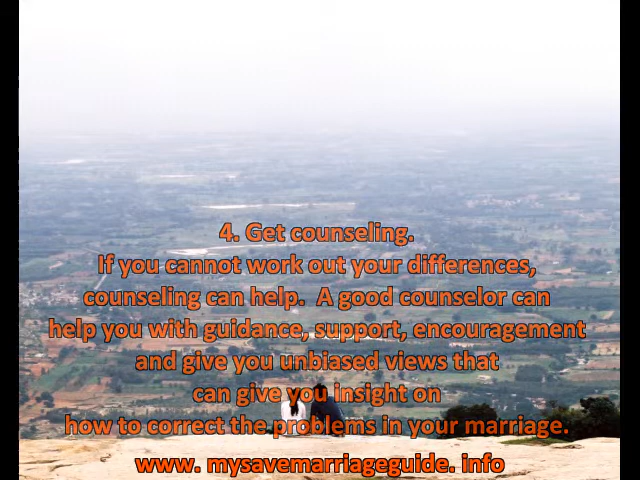 4. Get counseling.
If you cannot work out your differences,
counseling can help.  A good counselor can
help you with guidance, support, encouragement
and give you unbiased views that
can give you insight on
how to correct the problems in your marriage.
www. mysavemarriageguide. info